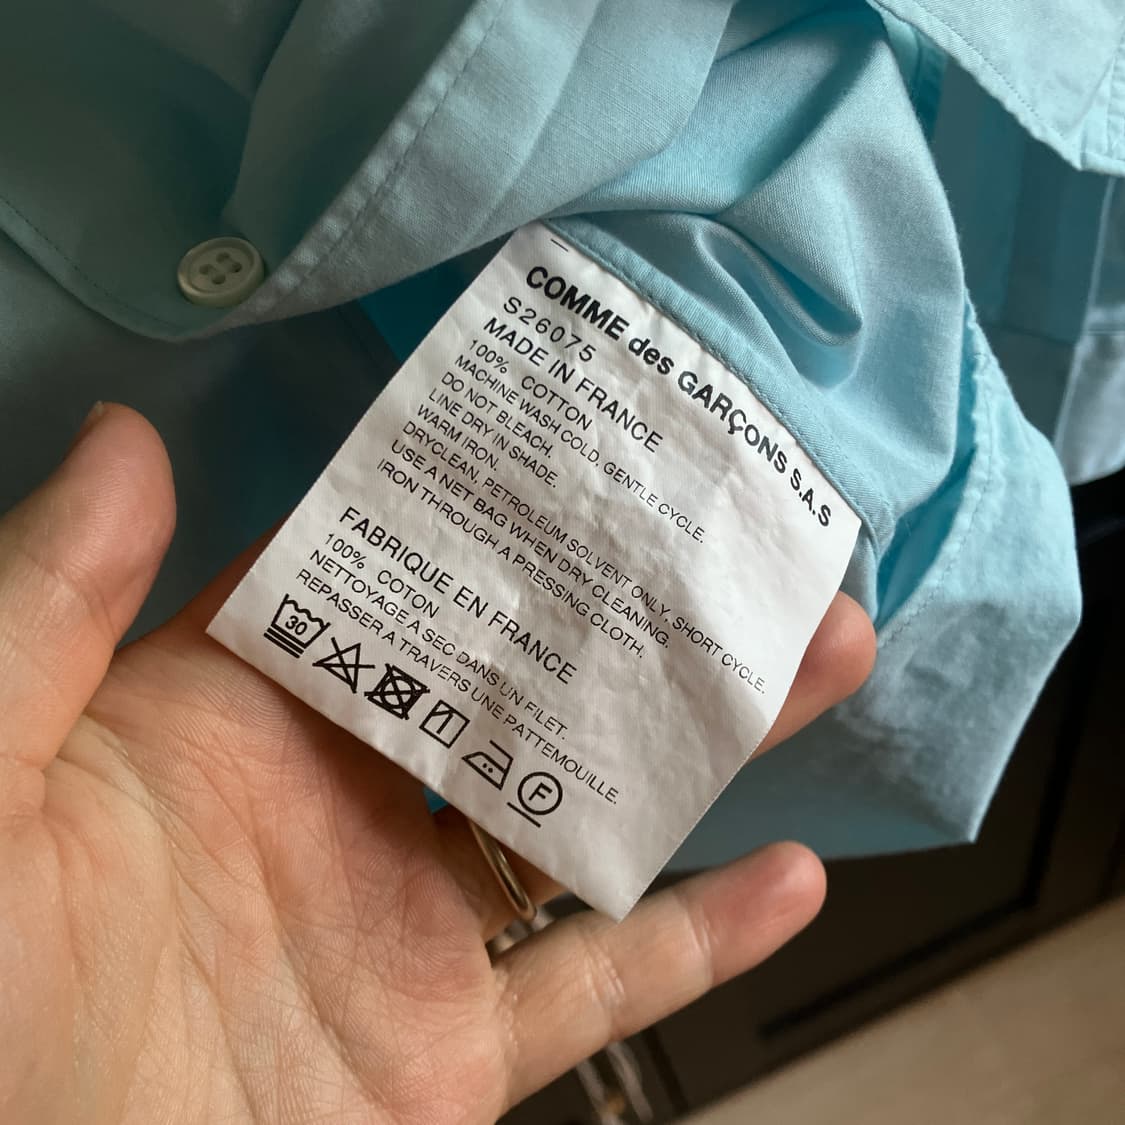 COMME des GARÇONS S.A.S
S26075
MADE IN FRANCE
100% COTTON
MACHINE WASH COLD, GENTLE CYCLE.
DO NOT BLEACH.
LINE DRY IN SHADE.
WARM IRON.
DRYCLEAN, PETROLEUM SOLVENT ONLY, SHORT CYCLE.
USE A NET BAG WHEN DRY CLEANING.
IRON THROUGH A PRESSING CLOTH.
FABRIQUE EN FRANCE
100% COTON
NETTOYAGE A SEC DANS UN FILET.
REPASSER A TRAVERS UNE PATTEMOUILLE.
30 F